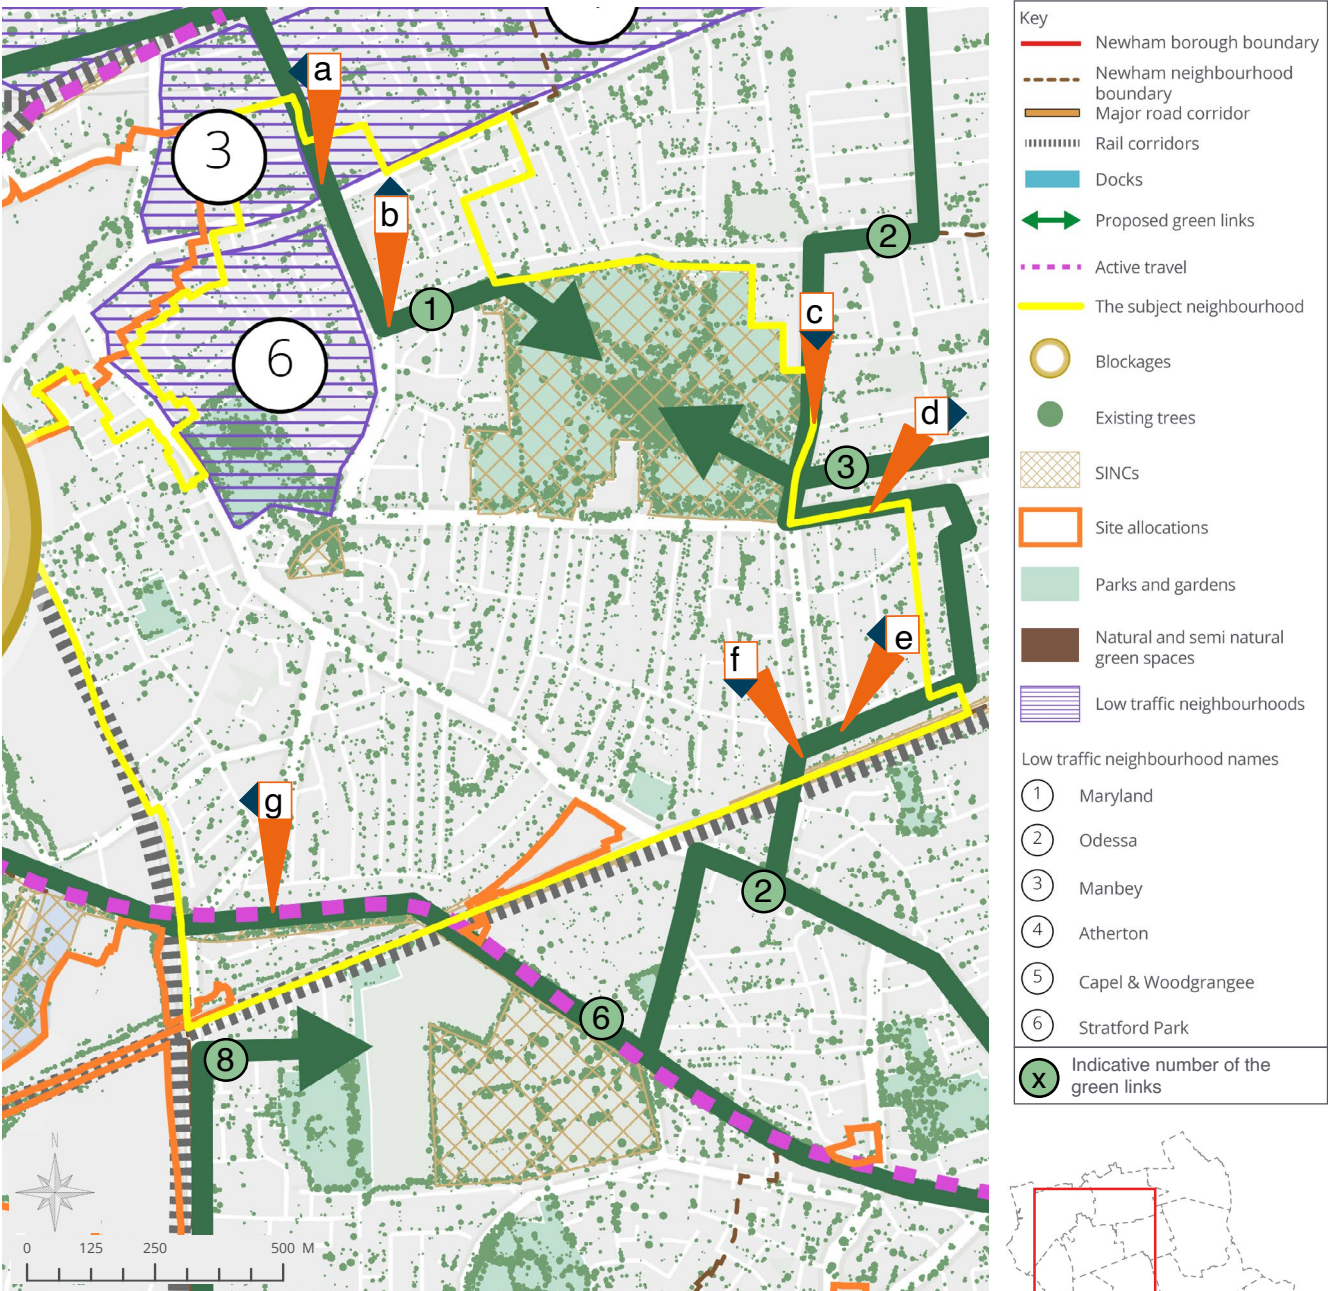 a
3
b
2
1
c
6
d
3
e
f
g
2
6
8
N
0 125 250 500 M
Key
Newham borough boundary
Newham neighbourhood
boundary
Major road corridor
Rail corridors
Docks
Proposed green links
Active travel
The subject neighbourhood
Blockages
Existing trees
SINCs
Site allocations
Parks and gardens
Natural and semi natural
green spaces
Low traffic neighbourhoods
Low traffic neighbourhood names
1 Maryland
2 Odessa
3 Manbey
4 Atherton
5 Capel & Woodgrangee
6 Stratford Park
x Indicative number of the
green links